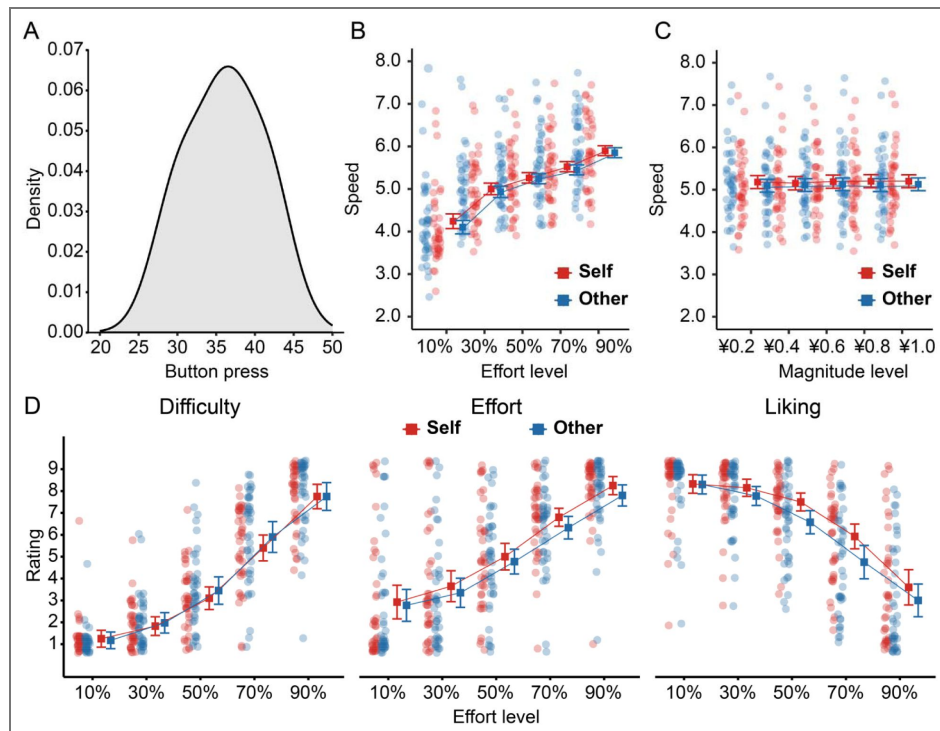 A
0.07
0.06
0.05
0.04
0.03
0.02
0.01
0.00
Density
20 25 30 35 40 45 50
Button press
B
8.0
7.0
6.0
5.0
4.0
3.0
2.0
Speed
Self
Other
10% 30% 50% 70% 90%
Effort level
C
8.0
7.0
6.0
5.0
4.0
3.0
2.0
Speed
Self
Other
¥0.2 ¥0.4 ¥0.6 ¥0.8 ¥1.0
Magnitude level
D
Difficulty Effort Liking
Self Other
9
8
7
6
5
4
3
2
1
Rating
10% 30% 50% 70% 90%
10% 30% 50% 70% 90%
10% 30% 50% 70% 90%
Effort level